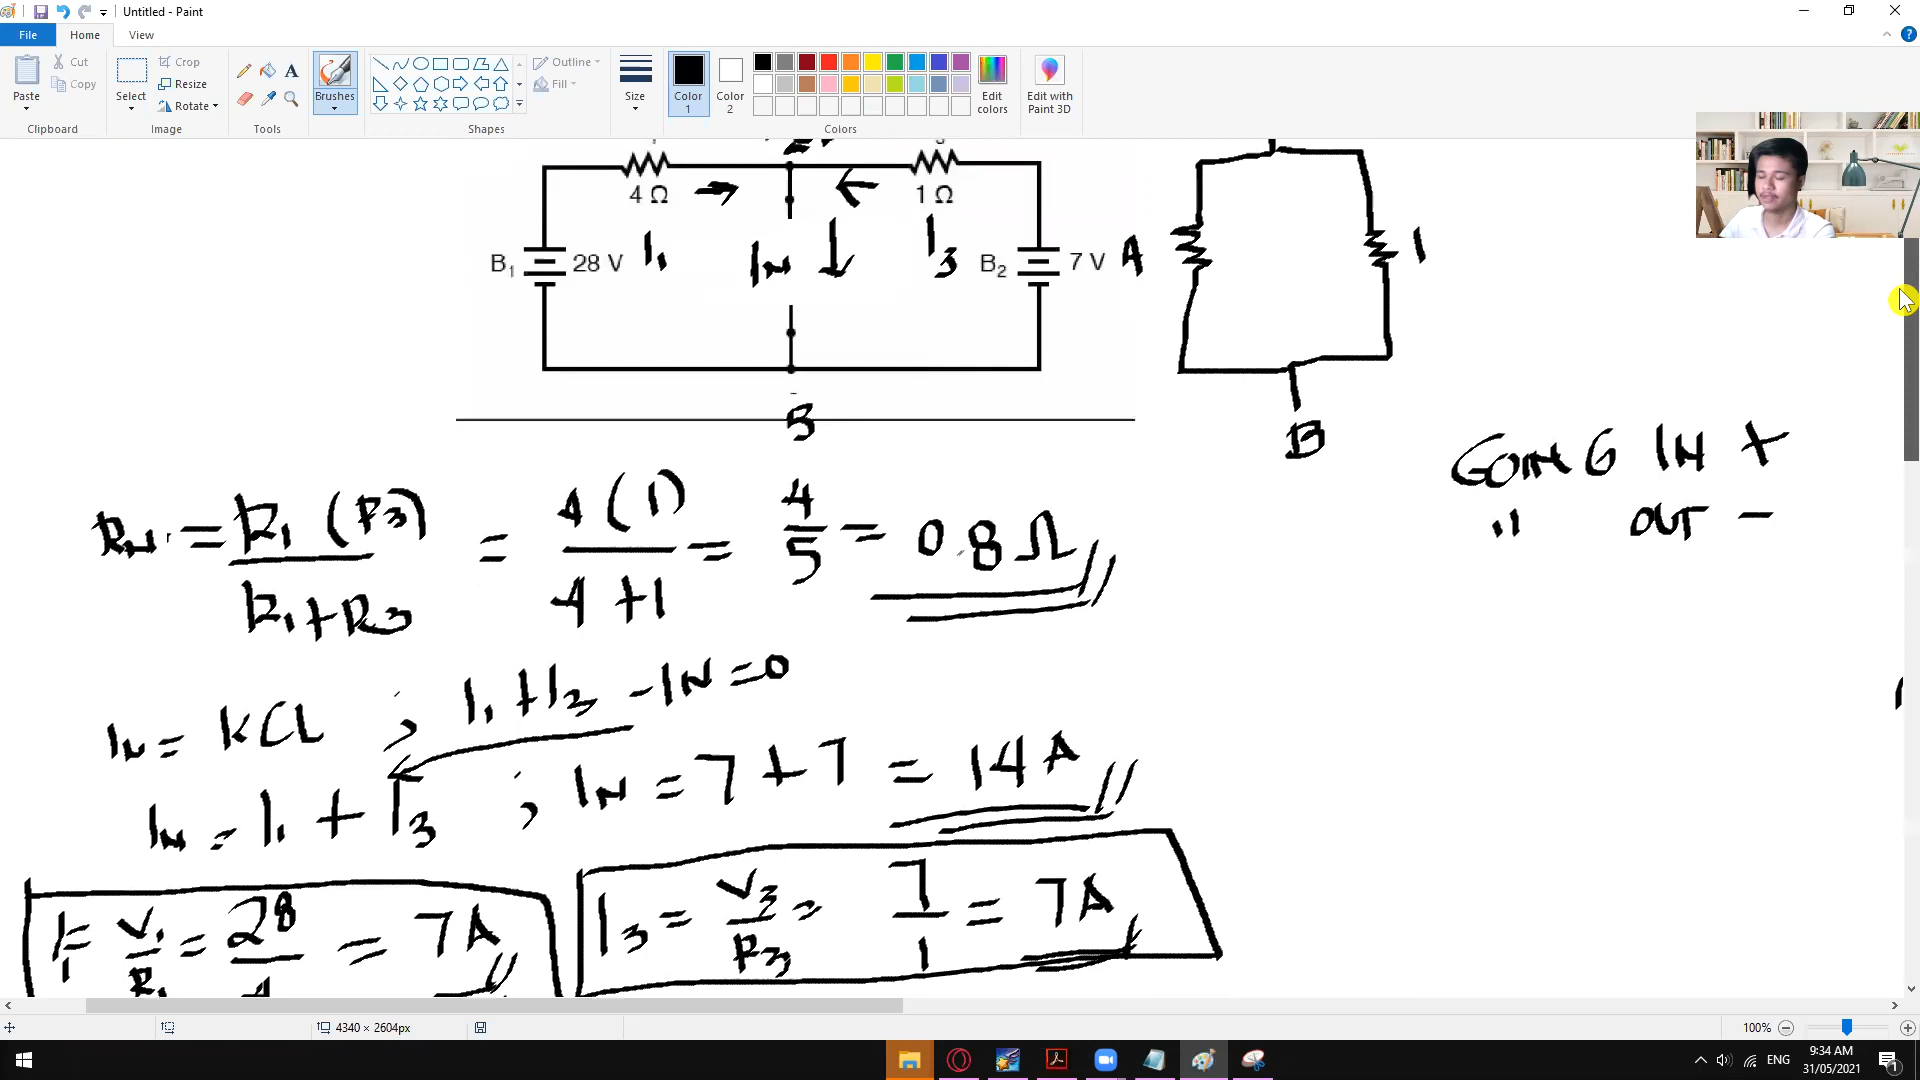 Untitled - Paint
File Home View
Cut
Copy
Paste
Clipboard
Crop
Resize
Rotate
Select
Image
Tools
Brushes
Outline
Fill
Shapes
Size
Color 1
Color 2
Edit colors
Edit with Paint 3D
Colors
4 Ω
1 Ω
B1 28 V I1 IN I3 B2 7 V A
1
B
B
GOING IN +
" OUT -
RN = R1 (R3) / R1 + R3 = 4 (1) / 4 + 1 = 4 / 5 = 0.8 Ω
IN = KCL ; I1 + I3 - IN = 0
IN = I1 + I3 ; IN = 7 + 7 = 14 A
I1 = V1 / R1 = 28 / 4 = 7A
I3 = V3 / R3 = 7 / 1 = 7A
4340 × 2604px
100%
ENG
9:34 AM
31/05/2021